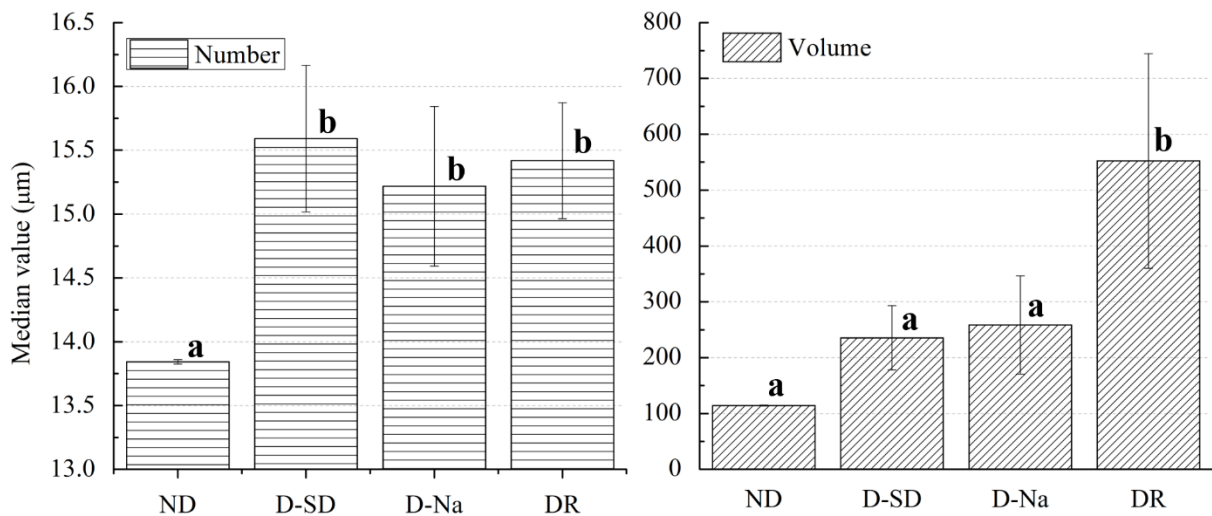 Median value (μm)
16.5
16.0
15.5
15.0
14.5
14.0
13.5
13.0
Number
a
b
b
b
ND
D-SD
D-Na
DR
800
700
600
500
400
300
200
100
0
Volume
a
a
a
b
ND
D-SD
D-Na
DR